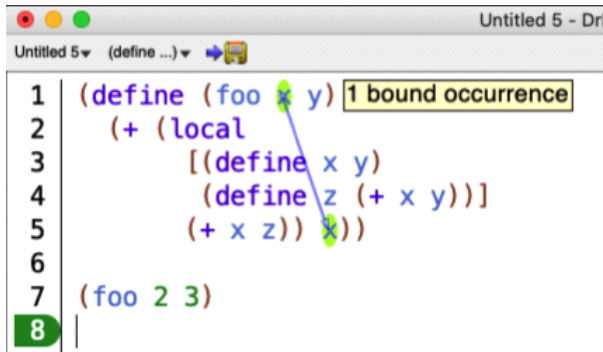 Untitled 5 - Dr
Untitled 5 (define ...)
1 (define (foo x y) 1 bound occurrence
2 (+ (local
3 [(define x y)
4 (define z (+ x y))]
5 (+ x z)) x))
6
7 (foo 2 3)
8